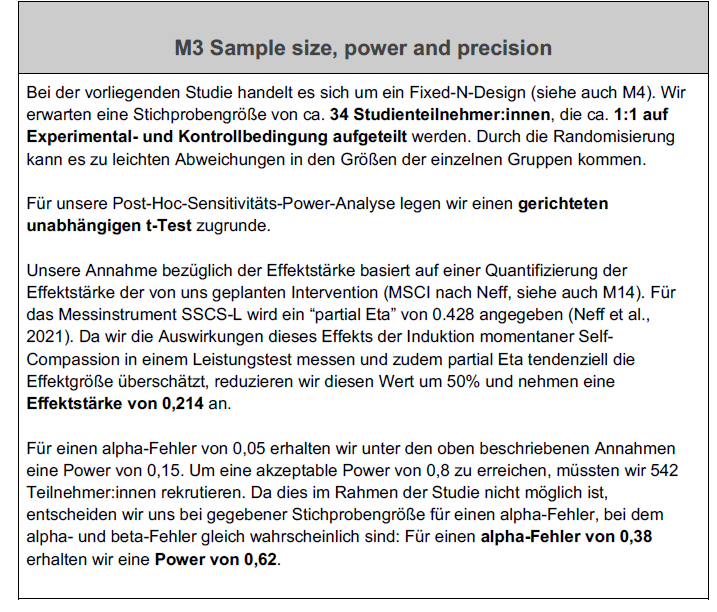 M3 Sample size, power and precision
Bei der vorliegenden Studie handelt es sich um ein Fixed-N-Design (siehe auch M4). Wir
erwarten eine Stichprobengröße von ca. 34 Studienteilnehmer:innen, die ca. 1:1 auf
Experimental- und Kontrollbedingung aufgeteilt werden. Durch die Randomisierung
kann es zu leichten Abweichungen in den Größen der einzelnen Gruppen kommen.
Für unsere Post-Hoc-Sensitivitäts-Power-Analyse legen wir einen gerichteten
unabhängigen t-Test zugrunde.
Unsere Annahme bezüglich der Effektstärke basiert auf einer Quantifizierung der
Effektstärke der von uns geplanten Intervention (MSCI nach Neff, siehe auch M14). Für
das Messinstrument SSCS-L wird ein “partial Eta” von 0.428 angegeben (Neff et al.,
2021). Da wir die Auswirkungen dieses Effekts der Induktion momentaner Self-
Compassion in einem Leistungstest messen und zudem partial Eta tendenziell die
Effektgröße überschätzt, reduzieren wir diesen Wert um 50% und nehmen eine
Effektstärke von 0,214 an.
Für einen alpha-Fehler von 0,05 erhalten wir unter den oben beschriebenen Annahmen
eine Power von 0,15. Um eine akzeptable Power von 0,8 zu erreichen, müssten wir 542
Teilnehmer:innen rekrutieren. Da dies im Rahmen der Studie nicht möglich ist,
entscheiden wir uns bei gegebener Stichprobengröße für einen alpha-Fehler, bei dem
alpha- und beta-Fehler gleich wahrscheinlich sind: Für einen alpha-Fehler von 0,38
erhalten wir eine Power von 0,62.